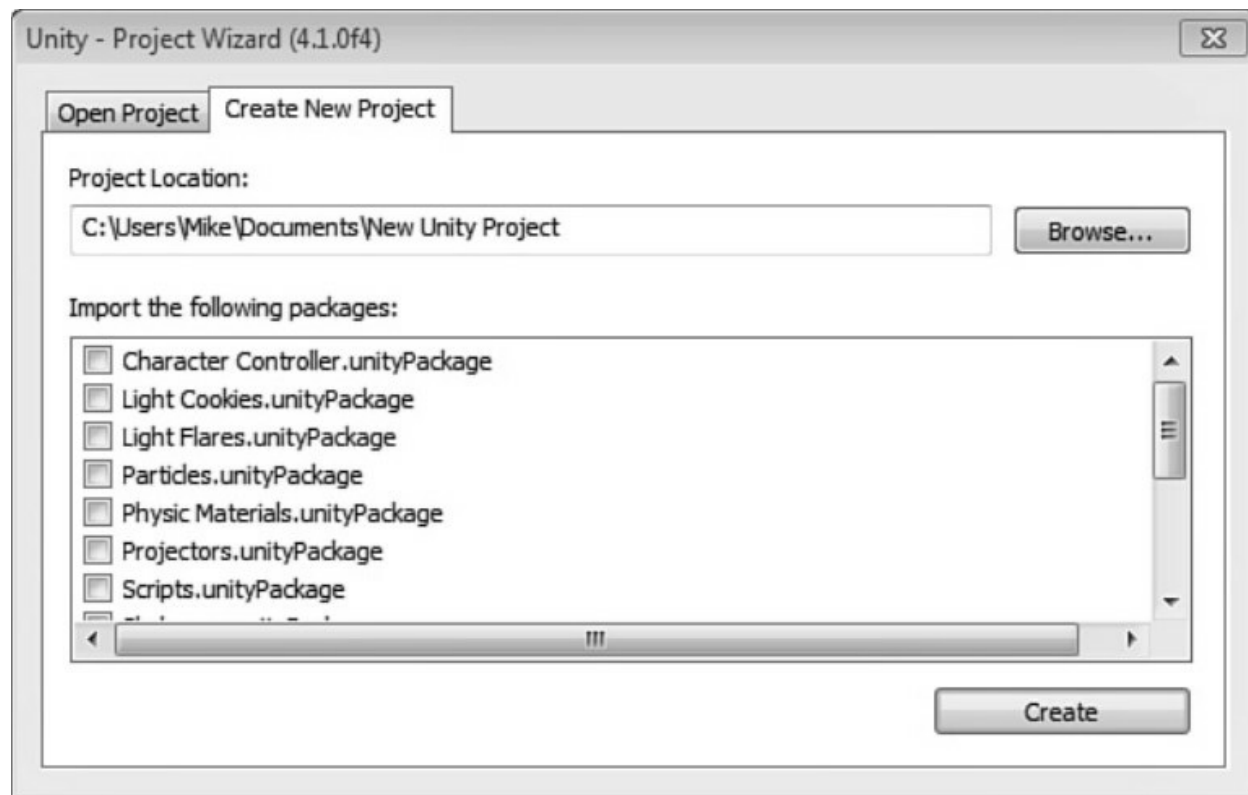 Unity - Project Wizard (4.1.0f4)
Open Project Create New Project
Project Location:
C:\Users\Mike\Documents\New Unity Project Browse...
Import the following packages:
Character Controller.unityPackage
Light Cookies.unityPackage
Light Flares.unityPackage
Particles.unityPackage
Physic Materials.unityPackage
Projectors.unityPackage
Scripts.unityPackage
Create